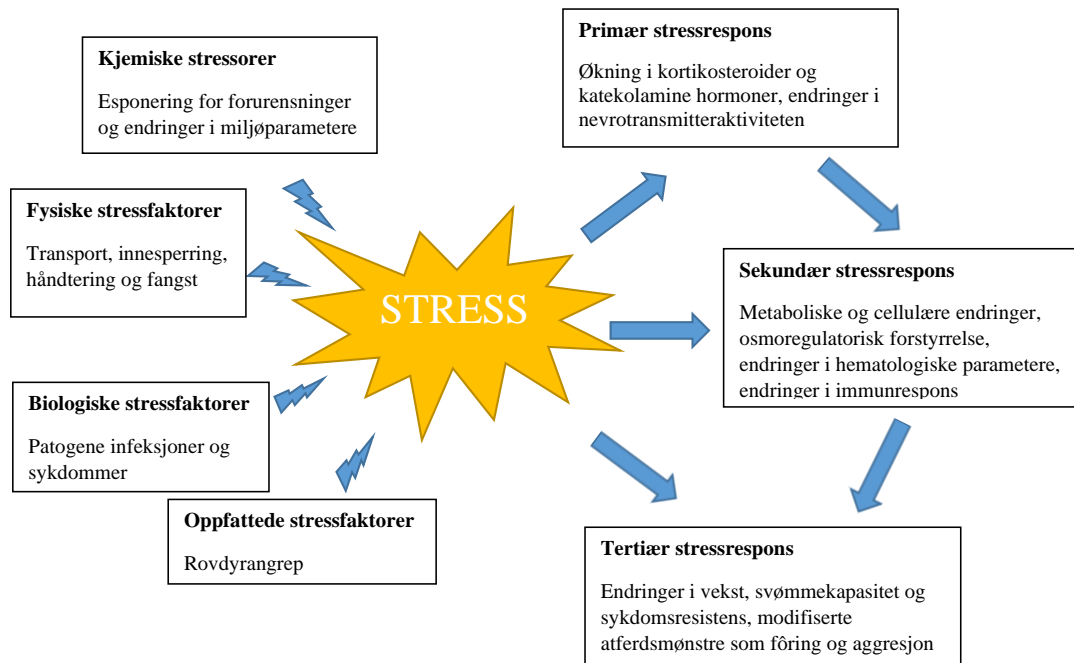 Kjemiske stressorer
Esponering for forurensninger
og endringer i miljøparametere
Fysiske stressfaktorer
Transport, innesperring,
håndtering og fangst
Biologiske stressfaktorer
Patogene infeksjoner og
sykdommer
Oppfattede stressfaktorer
Rovdyrangrep
STRESS
Primær stressrespons
Økning i kortikosteroider og
katekolamine hormoner, endringer i
nevrotransmitteraktiviteten
Sekundær stressrespons
Metaboliske og cellulære endringer,
osmoregulatorisk forstyrrelse,
endringer i hematologiske parametere,
endringer i immunrespons
Tertiær stressrespons
Endringer i vekst, svømmekapasitet og
sykdomsresistens, modifiserte
atferdsmønstre som fôring og aggresjon